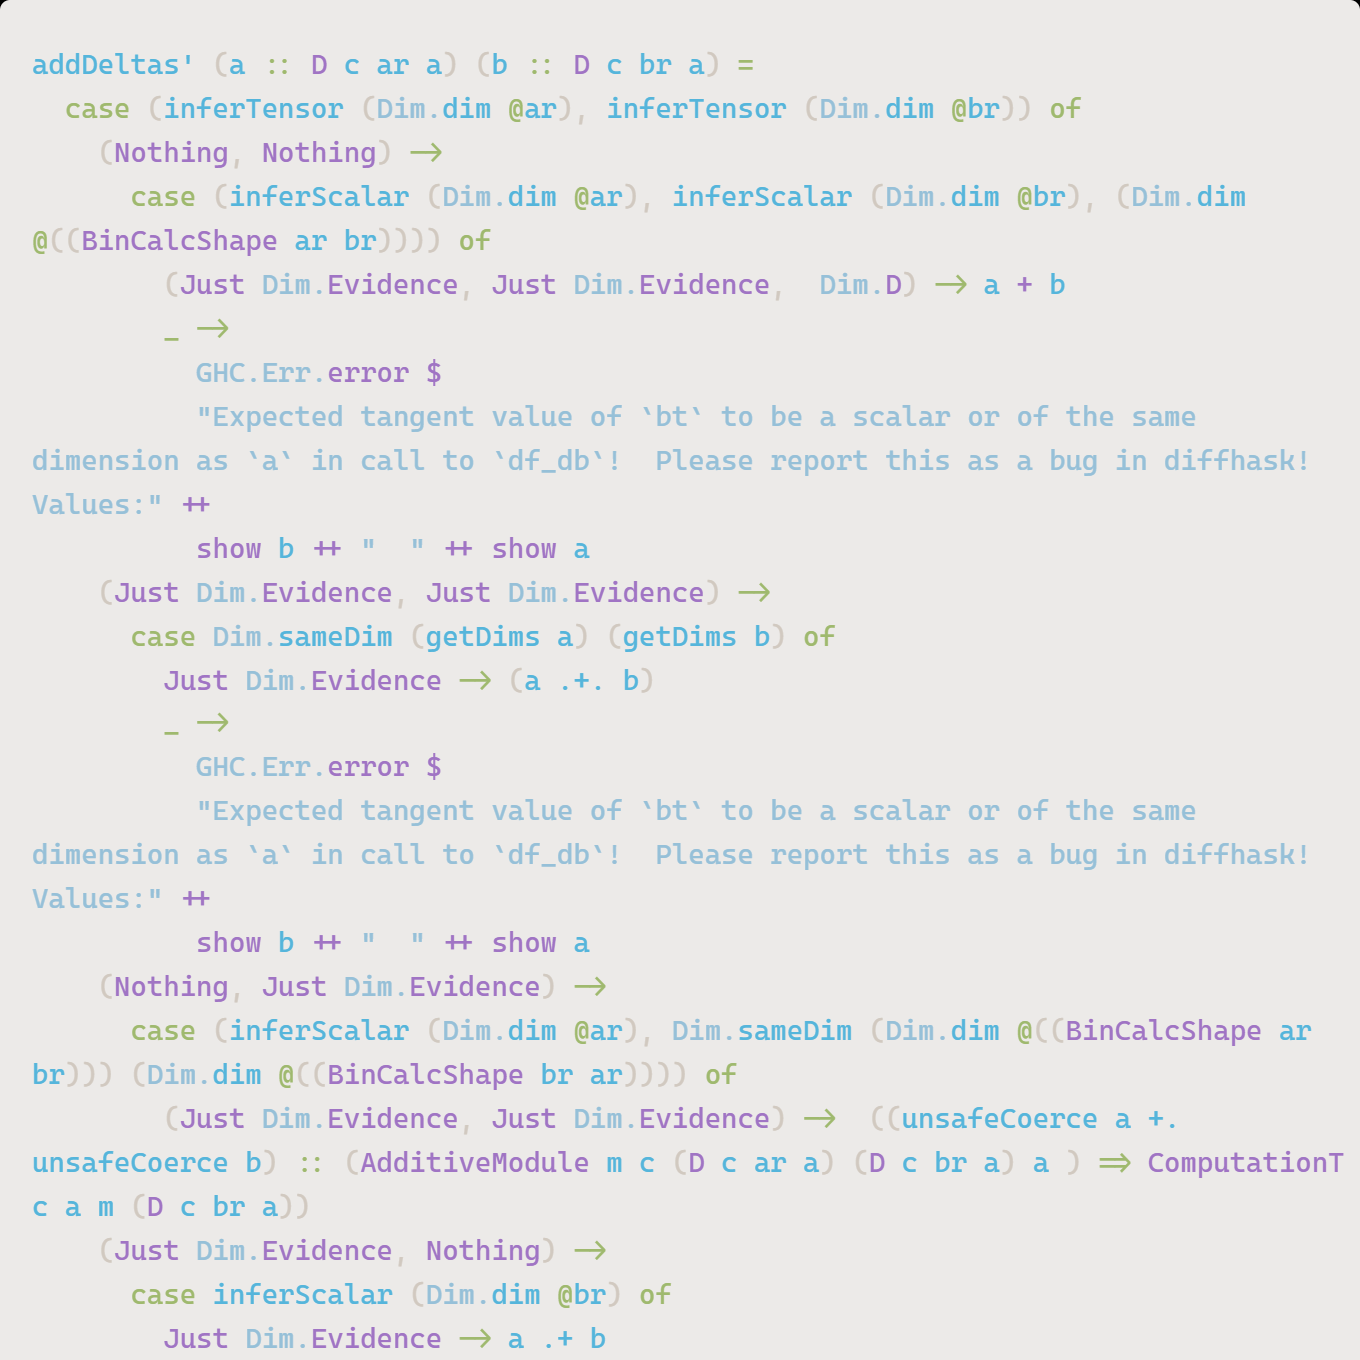 addDeltas' (a :: D c ar a) (b :: D c br a) =
  case (inferTensor (Dim.dim @ar), inferTensor (Dim.dim @br)) of
    (Nothing, Nothing) ->
      case (inferScalar (Dim.dim @ar), inferScalar (Dim.dim @br), (Dim.dim
@((BinCalcShape ar br)))) of
        (Just Dim.Evidence, Just Dim.Evidence,  Dim.D) -> a + b
        _ ->
          GHC.Err.error $
          "Expected tangent value of `bt` to be a scalar or of the same
dimension as `a` in call to `df_db`!  Please report this as a bug in diffhask!
Values:" ++
          show b ++ "  " ++ show a
    (Just Dim.Evidence, Just Dim.Evidence) ->
      case Dim.sameDim (getDims a) (getDims b) of
        Just Dim.Evidence -> (a .+. b)
        _ ->
          GHC.Err.error $
          "Expected tangent value of `bt` to be a scalar or of the same
dimension as `a` in call to `df_db`!  Please report this as a bug in diffhask!
Values:" ++
          show b ++ "  " ++ show a
    (Nothing, Just Dim.Evidence) ->
      case (inferScalar (Dim.dim @ar), Dim.sameDim (Dim.dim @((BinCalcShape ar
br))) (Dim.dim @((BinCalcShape br ar)))) of
        (Just Dim.Evidence, Just Dim.Evidence) ->  ((unsafeCoerce a +.
unsafeCoerce b) :: (AdditiveModule m c (D c ar a) (D c br a) a ) => ComputationT
c a m (D c br a))
    (Just Dim.Evidence, Nothing) ->
      case inferScalar (Dim.dim @br) of
        Just Dim.Evidence -> a .+ b